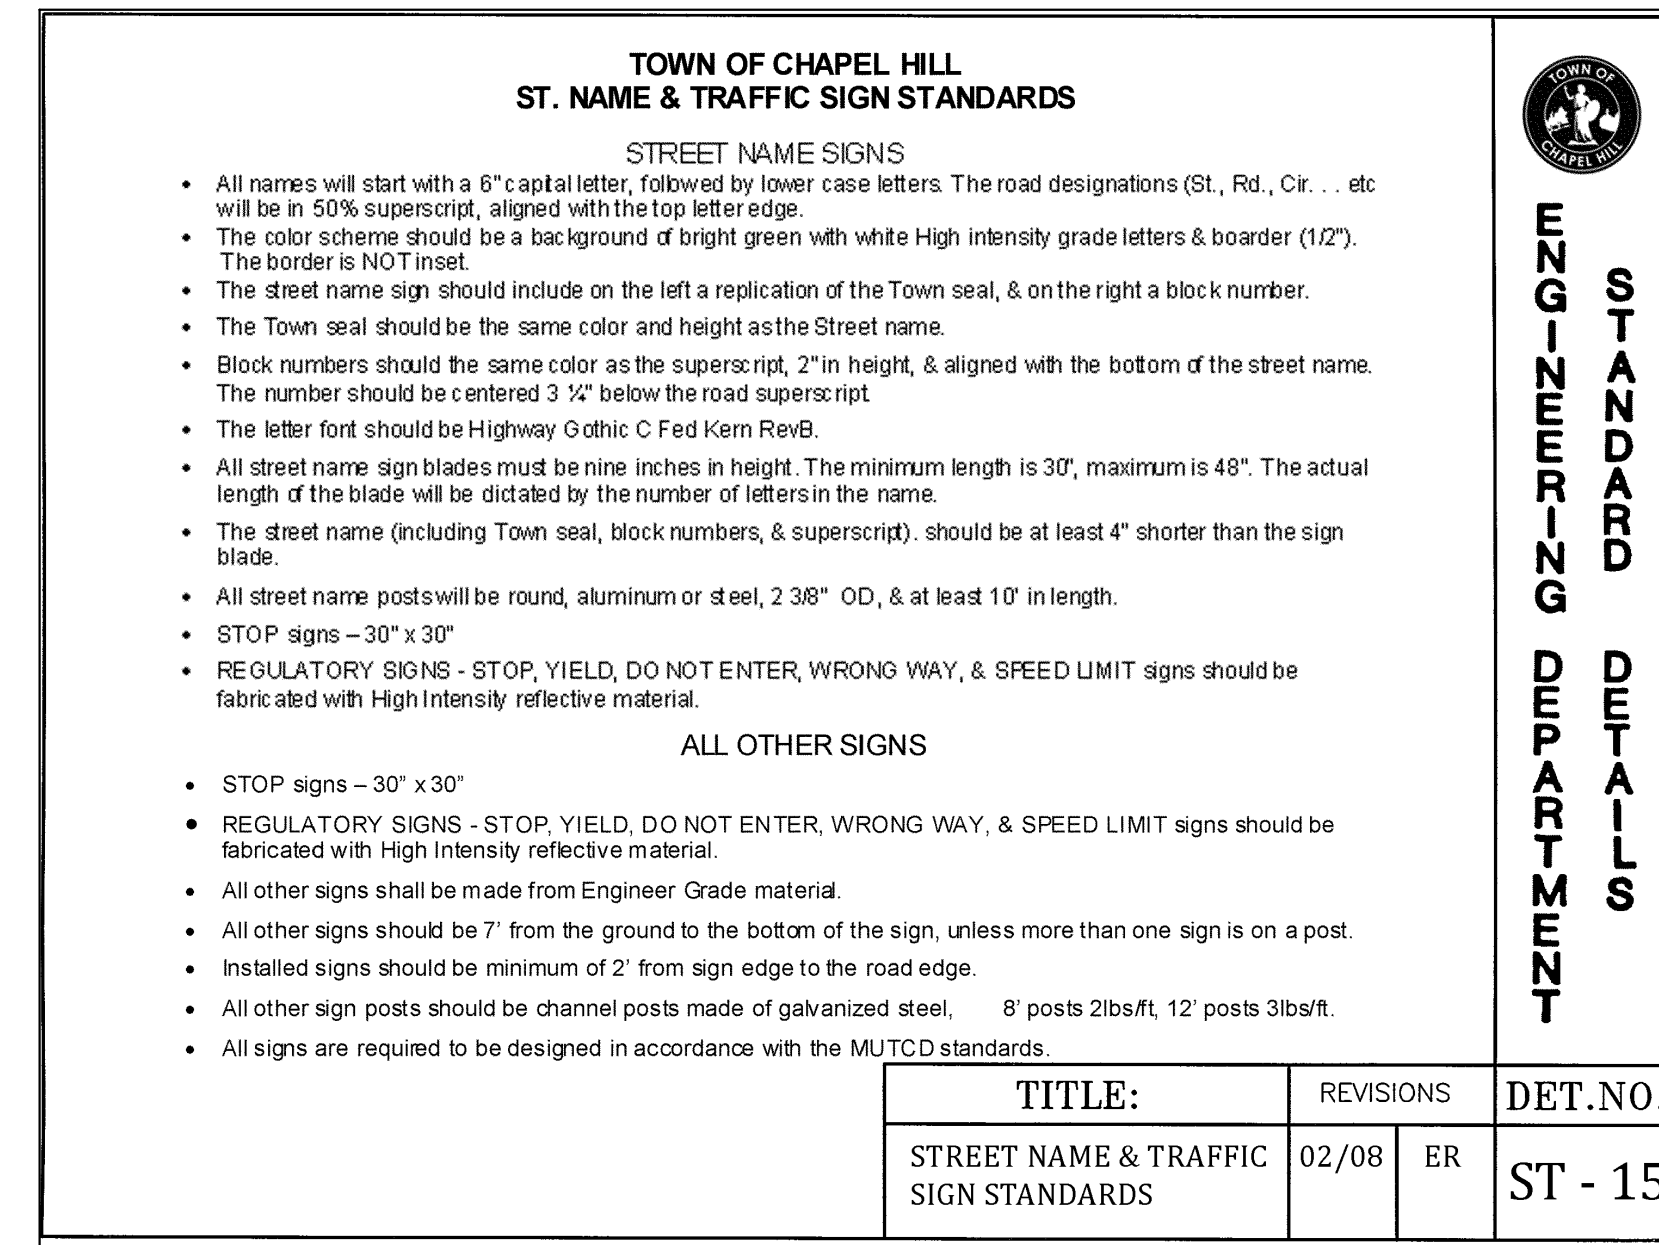 TOWN OF CHAPEL HILL
ST. NAME & TRAFFIC SIGN STANDARDS
STREET NAME SIGNS
• All names will start with a 6" captal letter, followed by lower case letters. The road designations (St., Rd., Cir. . . etc
will be in 50% superscript, aligned with the top letter edge.
• The color scheme should be a background of bright green with white High intensity grade letters & boarder (1/2").
The border is NOT inset.
• The street name sign should include on the left a replication of the Town seal, & on the right a block number.
• The Town seal should be the same color and height as the Street name.
• Block numbers should the same color as the superscript, 2" in height, & aligned with the bottom of the street name.
The number should be centered 3 ¼" below the road superscript
• The letter font should be Highway Gothic C Fed Kern RevB.
• All street name sign blades must be nine inches in height. The minimum length is 30", maximum is 48". The actual
length of the blade will be dictated by the number of letters in the name.
• The street name (including Town seal, block numbers, & superscript). should be at least 4" shorter than the sign
blade.
• All street name posts will be round, aluminum or steel, 2 3/8" OD, & at least 10' in length.
• STOP signs – 30" x 30"
• REGULATORY SIGNS - STOP, YIELD, DO NOT ENTER, WRONG WAY, & SPEED LIMIT signs should be
fabricated with High Intensity reflective material.
ALL OTHER SIGNS
• STOP signs – 30” x 30”
• REGULATORY SIGNS - STOP, YIELD, DO NOT ENTER, WRONG WAY, & SPEED LIMIT signs should be
fabricated with High Intensity reflective material.
• All other signs shall be made from Engineer Grade material.
• All other signs should be 7’ from the ground to the bottom of the sign, unless more than one sign is on a post.
• Installed signs should be minimum of 2’ from sign edge to the road edge.
• All other sign posts should be channel posts made of galvanized steel, 8’ posts 2lbs/ft, 12’ posts 3lbs/ft.
• All signs are required to be designed in accordance with the MUTCD standards.
TOWN OF
CHAPEL HILL
ENGINEERING DEPARTMENT
STANDARD DETAILS
TITLE:
REVISIONS
DET.NO.
STREET NAME & TRAFFIC
SIGN STANDARDS
02/08
ER
ST - 15